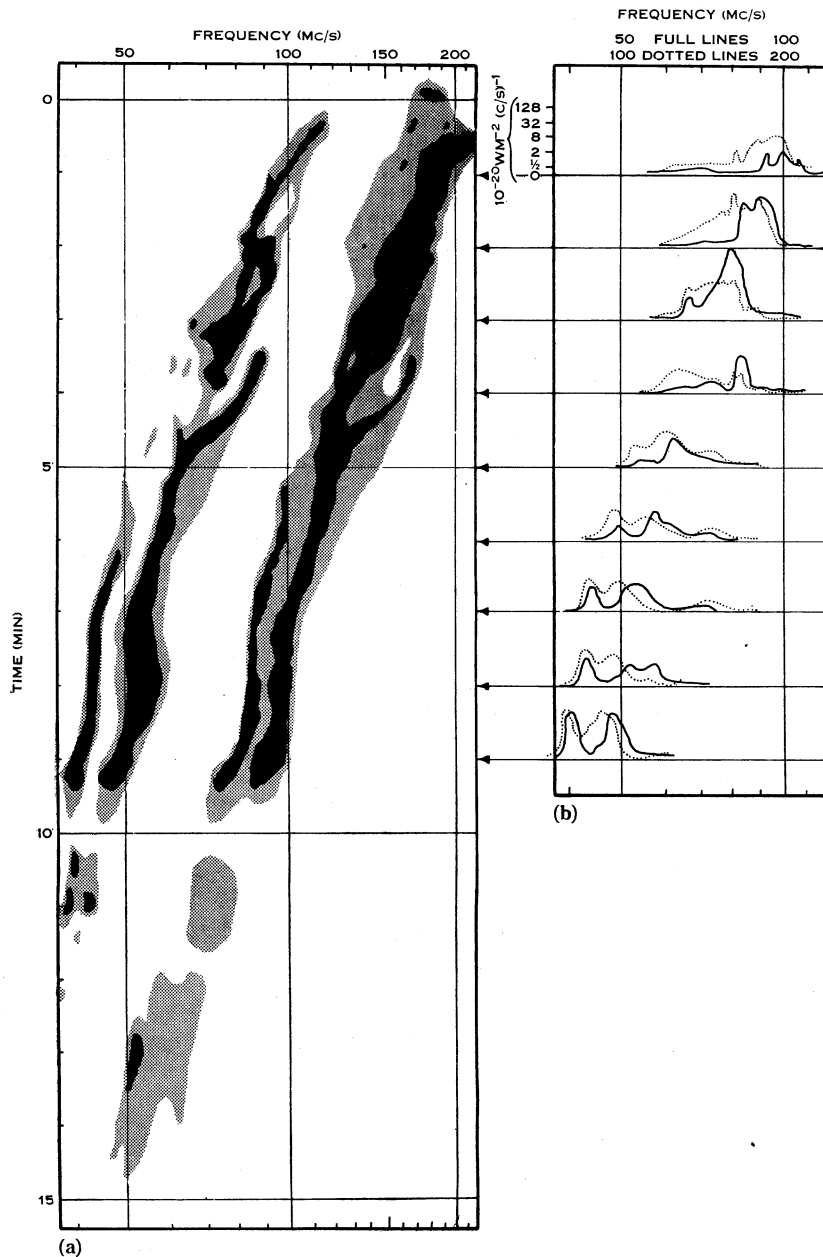 FREQUENCY (MC/S)
50 100 150 200
0
5
10
15
TIME (MIN)
(a)
FREQUENCY (MC/S)
50 FULL LINES 100
100 DOTTED LINES 200
10⁻²⁰WM⁻² (C/S)⁻¹
128
32
8
2
½
0
(b)